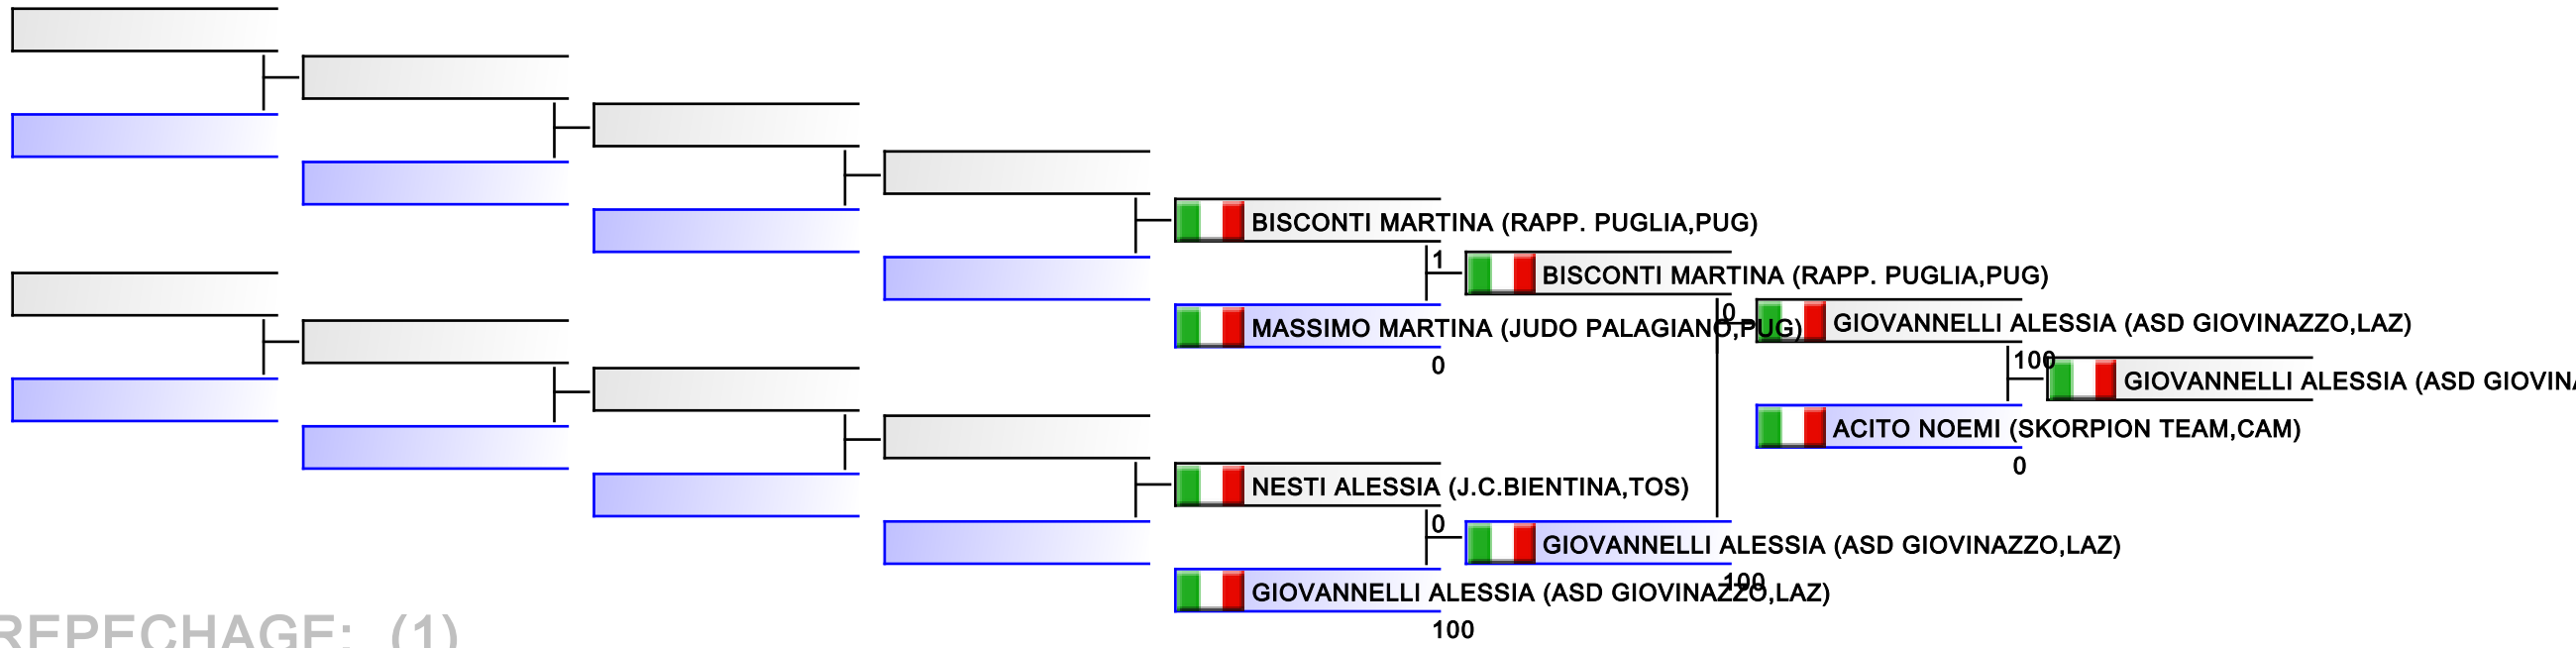 BISCONTI MARTINA (RAPP. PUGLIA,PUG)
1
BISCONTI MARTINA (RAPP. PUGLIA,PUG)
0
MASSIMO MARTINA (JUDO PALAGIANO,PUG)
0
GIOVANNELLI ALESSIA (ASD GIOVINAZZO,LAZ)
100
GIOVANNELLI ALESSIA (ASD GIOVINA
ACITO NOEMI (SKORPION TEAM,CAM)
0
NESTI ALESSIA (J.C.BIENTINA,TOS)
0
GIOVANNELLI ALESSIA (ASD GIOVINAZZO,LAZ)
100
GIOVANNELLI ALESSIA (ASD GIOVINAZZO,LAZ)
100
REPECHAGE: (1)